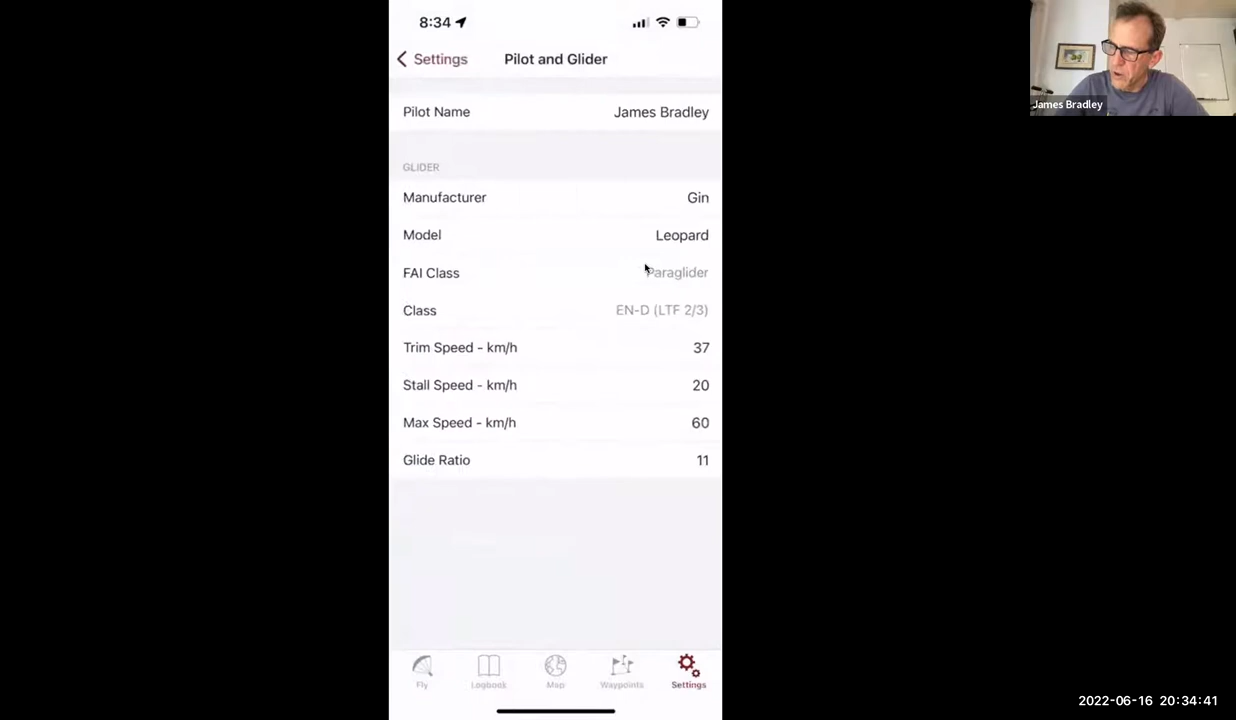 8:34
Settings
Pilot and Glider
James Bradley
Pilot Name James Bradley
GLIDER
Manufacturer Gin
Model Leopard
FAI Class Paraglider
Class EN-D (LTF 2/3)
Trim Speed - km/h 37
Stall Speed - km/h 20
Max Speed - km/h 60
Glide Ratio 11
Fly Logbook Map Waypoints Settings
2022-06-16 20:34:41